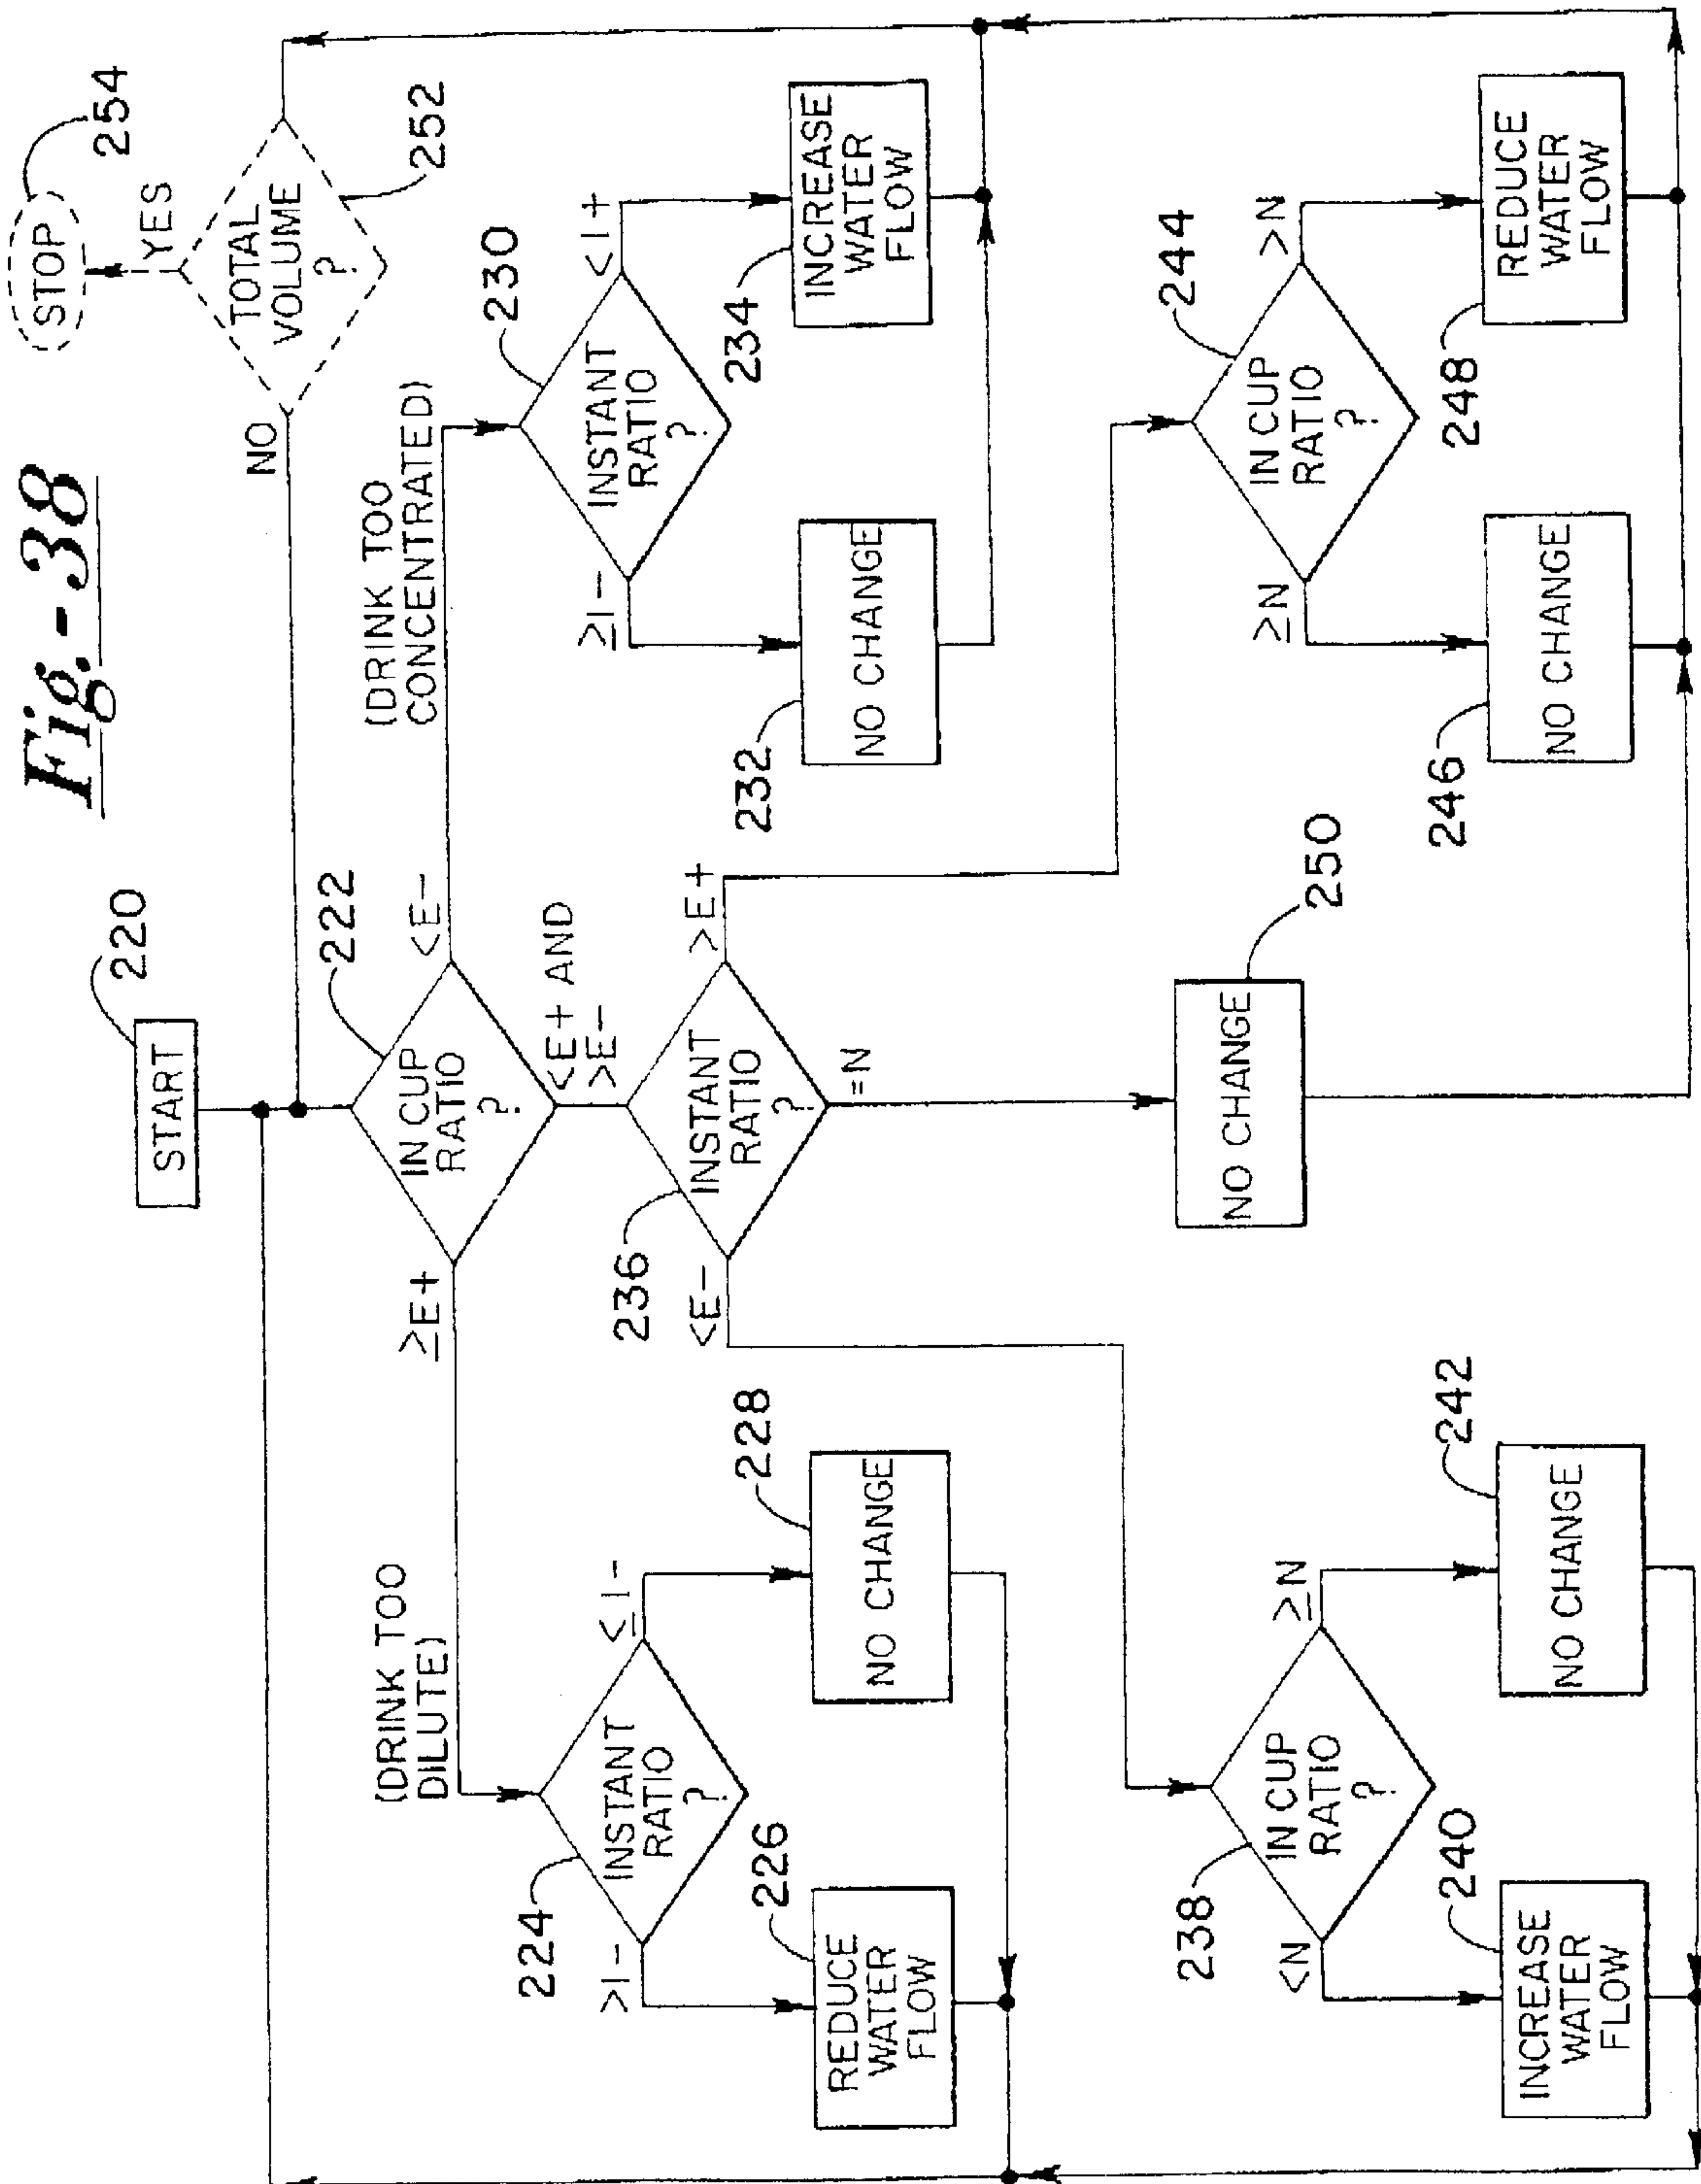 Fig.-38
START
220
STOP
254
YES
TOTAL
VOLUME
?
252
NO
IN CUP
RATIO
?
222
≥E+
<E-
<E+ AND
>E-
(DRINK TOO
DILUTE)
(DRINK TOO
CONCENTRATED)
INSTANT
RATIO
?
224
>I-
≤I-
REDUCE
WATER
FLOW
226
NO CHANGE
228
INSTANT
RATIO
?
236
<E-
=N
>E+
INSTANT
RATIO
?
230
≥I-
<I+
NO CHANGE
232
INCREASE
WATER
FLOW
234
IN CUP
RATIO
?
238
<N
≥N
INCREASE
WATER
FLOW
240
NO CHANGE
242
NO CHANGE
250
IN CUP
RATIO
?
244
≥N
>N
NO CHANGE
246
REDUCE
WATER
FLOW
248